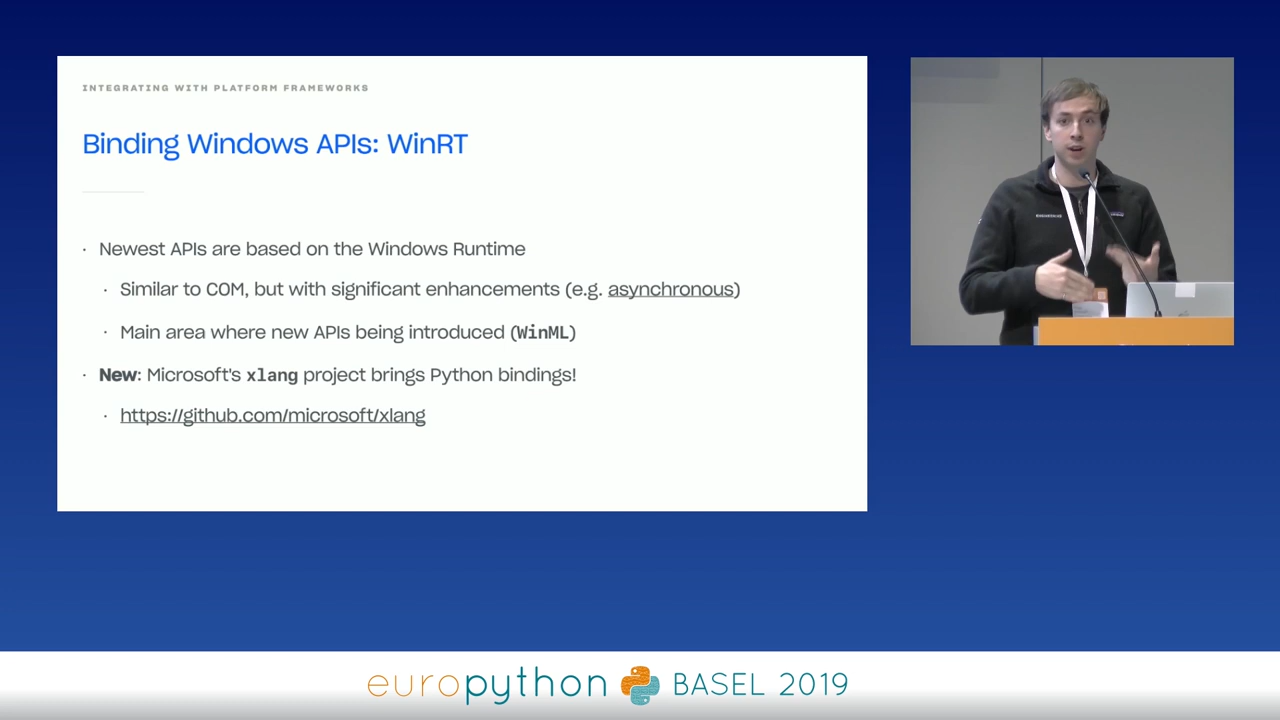 INTEGRATING WITH PLATFORM FRAMEWORKS
Binding Windows APIs: WinRT
· Newest APIs are based on the Windows Runtime
· Similar to COM, but with significant enhancements (e.g. asynchronous)
· Main area where new APIs being introduced (WinML)
· New: Microsoft's xlang project brings Python bindings!
· https://github.com/microsoft/xlang
europython BASEL 2019